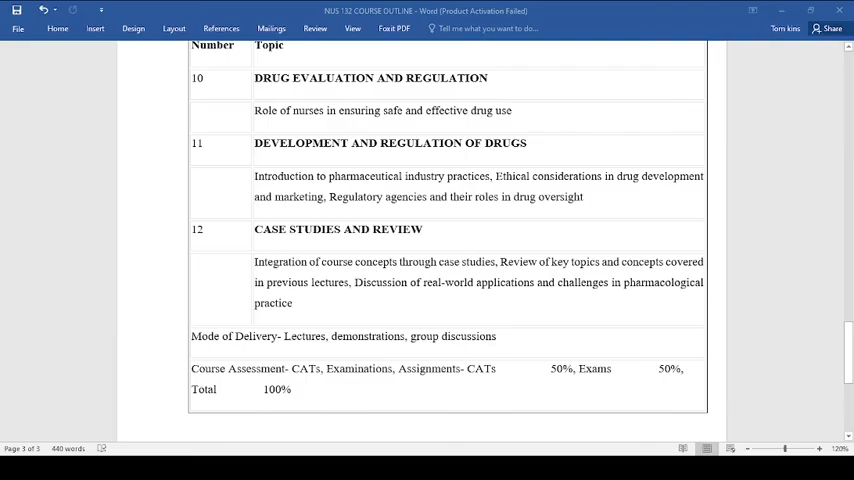 NUS 132 COURSE OUTLINE - Word (Product Activation Failed)
File Home Insert Design Layout References Mailings Review View Foxit PDF Tell me what you want to do... Tom kins Share
Number Topic
10 DRUG EVALUATION AND REGULATION
Role of nurses in ensuring safe and effective drug use
11 DEVELOPMENT AND REGULATION OF DRUGS
Introduction to pharmaceutical industry practices, Ethical considerations in drug development
and marketing, Regulatory agencies and their roles in drug oversight
12 CASE STUDIES AND REVIEW
Integration of course concepts through case studies, Review of key topics and concepts covered
in previous lectures, Discussion of real-world applications and challenges in pharmacological
practice
Mode of Delivery- Lectures, demonstrations, group discussions
Course Assessment- CATs, Examinations, Assignments- CATs 50%, Exams 50%,
Total 100%
Page 3 of 3 440 words 120%